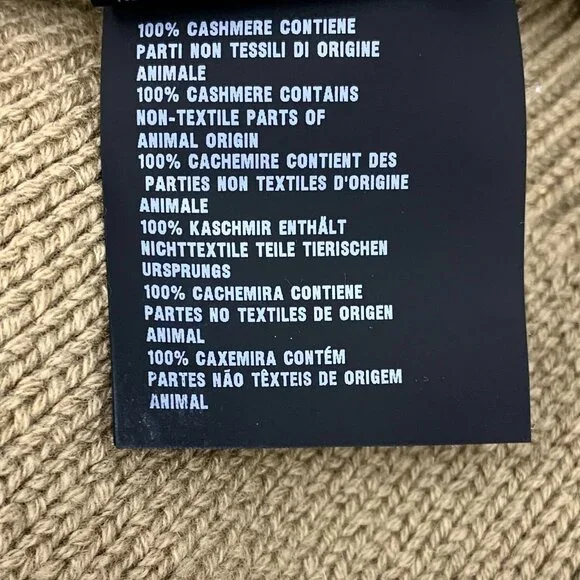 100% CASHMERE CONTIENE
PARTI NON TESSILI DI ORIGINE
ANIMALE
100% CASHMERE CONTAINS
NON-TEXTILE PARTS OF
ANIMAL ORIGIN
100% CACHEMIRE CONTIENT DES
PARTIES NON TEXTILES D'ORIGINE
ANIMALE
100% KASCHMIR ENTHÄLT
NICHTTEXTILE TEILE TIERISCHEN
URSPRUNGS
100% CACHEMIRA CONTIENE
PARTES NO TEXTILES DE ORIGEN
ANIMAL
100% CAXEMIRA CONTÉM
PARTES NÃO TÊXTEIS DE ORIGEM
ANIMAL